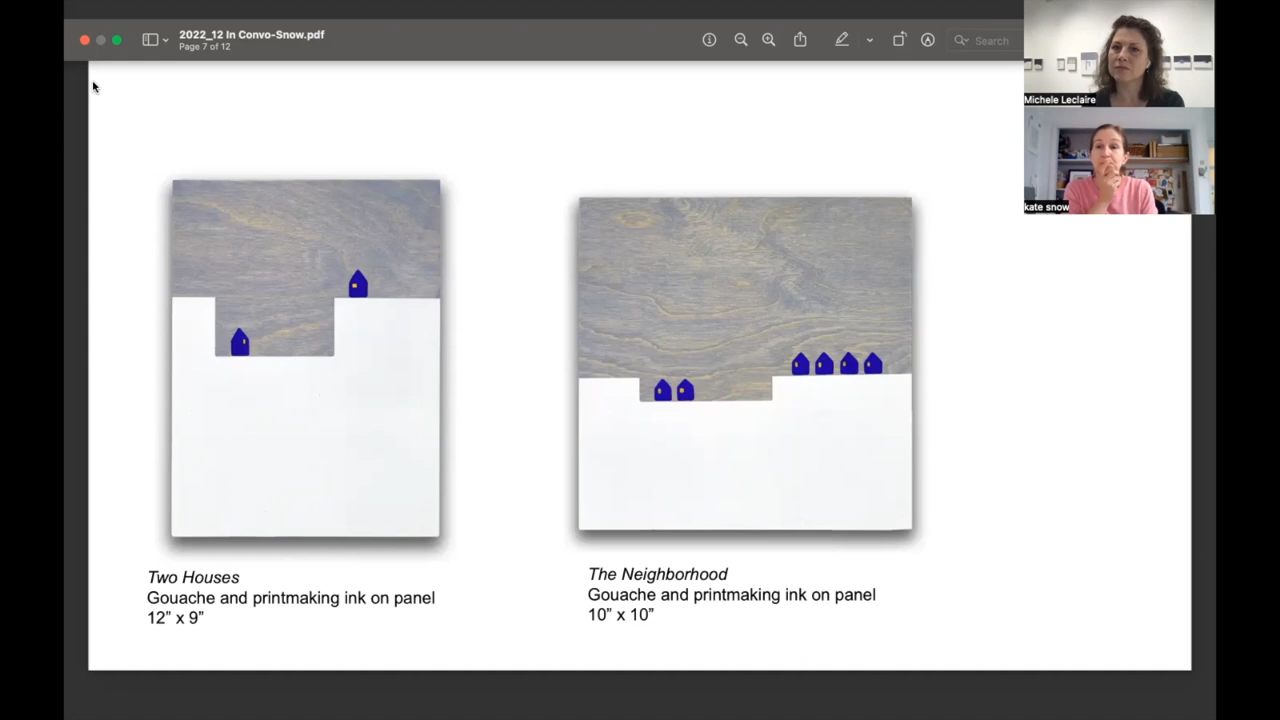 2022_12 In Convo-Snow.pdf
Page 7 of 12
Search
Michele Leclaire
kate snow
Two Houses
Gouache and printmaking ink on panel
12” x 9”
The Neighborhood
Gouache and printmaking ink on panel
10” x 10”